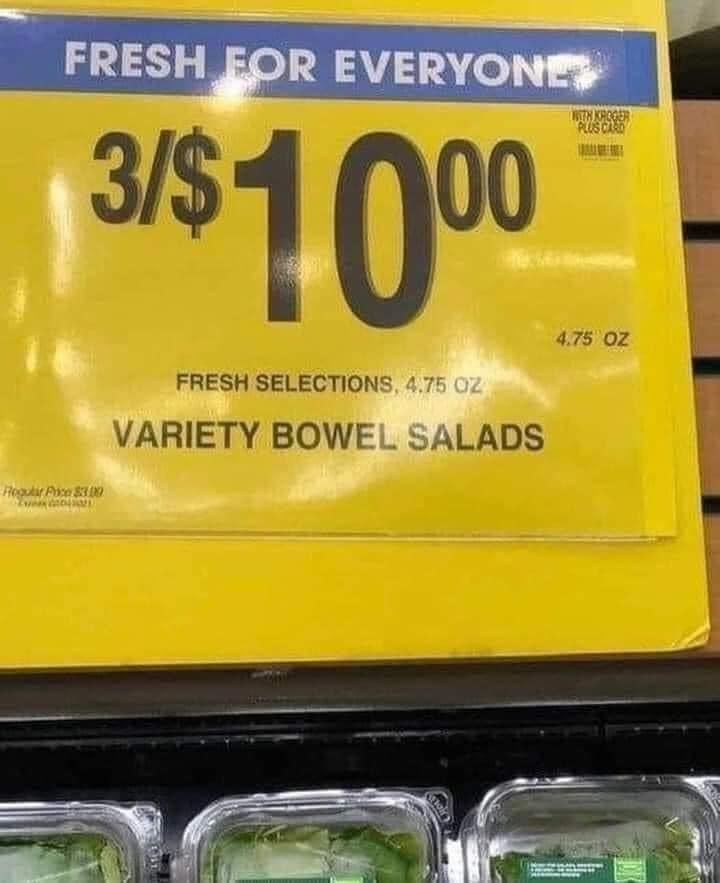 FRESH FOR EVERYONE
WITH KROGER
PLUS CARD
3/$10.00
4.75 OZ
FRESH SELECTIONS, 4.75 OZ
VARIETY BOWEL SALADS
Regular Price $3.99